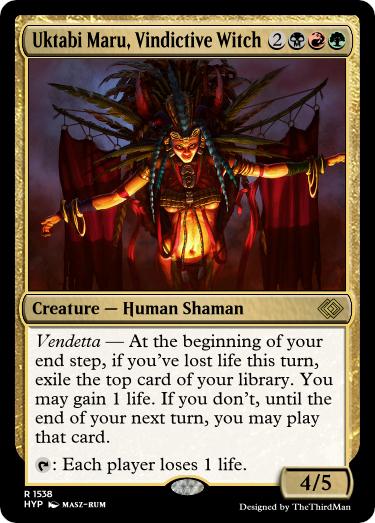 Uktabi Maru, Vindictive Witch 2
Creature — Human Shaman
Vendetta — At the beginning of your
end step, if you've lost life this turn,
exile the top card of your library. You
may gain 1 life. If you don't, until the
end of your next turn, you may play
that card.
: Each player loses 1 life.
4/5
R 1538
HYP MASZ-RUM
Designed by TheThirdMan